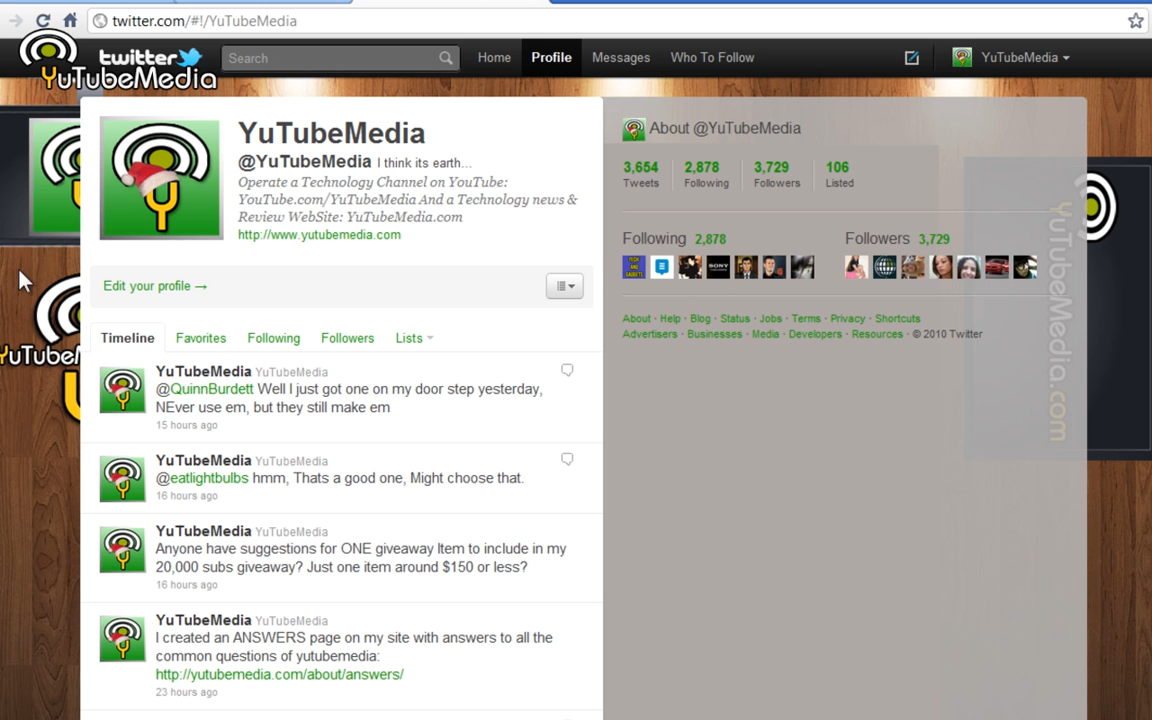 twitter.com/#!/YuTubeMedia
twitter
YuTubeMedia
Search
Home
Profile
Messages
Who To Follow
YuTubeMedia
YuTubeMedia
@YuTubeMedia I think its earth...
Operate a Technology Channel on YouTube:
YouTube.com/YuTubeMedia And a Technology news &
Review WebSite: YuTubeMedia.com
http://www.yutubemedia.com
Edit your profile →
Timeline
Favorites
Following
Followers
Lists
YuTubeMedia YuTubeMedia
@QuinnBurdett Well I just got one on my door step yesterday,
NEver use em, but they still make em
15 hours ago
YuTubeMedia YuTubeMedia
@eatlightbulbs hmm, Thats a good one, Might choose that.
16 hours ago
YuTubeMedia YuTubeMedia
Anyone have suggestions for ONE giveaway Item to include in my
20,000 subs giveaway? Just one item around $150 or less?
16 hours ago
YuTubeMedia YuTubeMedia
I created an ANSWERS page on my site with answers to all the
common questions of yutubemedia:
http://yutubemedia.com/about/answers/
23 hours ago
About @YuTubeMedia
3,654 2,878 3,729 106
Tweets Following Followers Listed
Following 2,878
Followers 3,729
SONY
About · Help · Blog · Status · Jobs · Terms · Privacy · Shortcuts
Advertisers · Businesses · Media · Developers · Resources · © 2010 Twitter
YuTubeM
YuTubeMedia.com